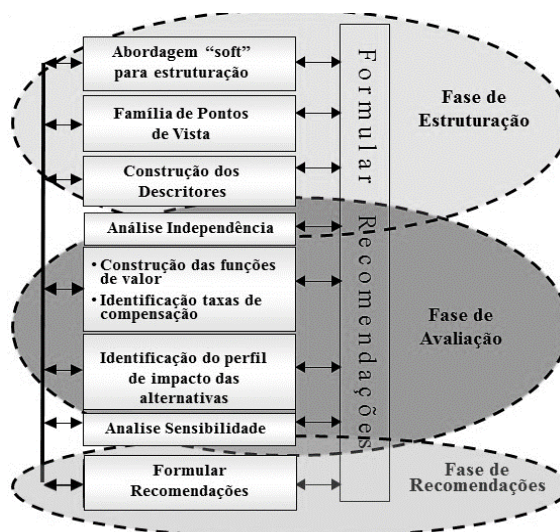 Abordagem “soft”
para estruturação
Família de Pontos
de Vista
Construção dos
Descritores
Análise Independência
• Construção das funções
de valor
• Identificação taxas de
compensação
Identificação do perfil
de impacto das
alternativas
Analise Sensibilidade
Formular
Recomendações
Formular Recomendações
Fase de
Estruturação
Fase de
Avaliação
Fase de
Recomendações